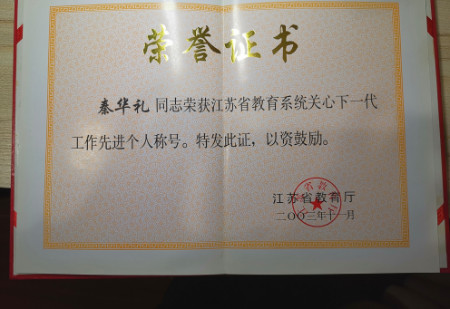 荣誉证书
秦华礼 同志荣获江苏省教育系统关心下一代
工作先进个人称号。特发此证，以资鼓励。
江苏省教育厅
二〇〇三年十一月